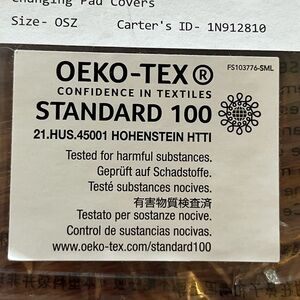 Changing Pad Covers
Size- OSZ Carter's ID- 1N912810
FS103776-SML
OEKO-TEX®
CONFIDENCE IN TEXTILES
STANDARD 100
21.HUS.45001 HOHENSTEIN HTTI
Tested for harmful substances.
Geprüft auf Schadstoffe.
Testé substances nocives.
有害物質検査済
Testato per sostanze nocive.
Control de sustancias nocivas.
www.oeko-tex.com/standard100